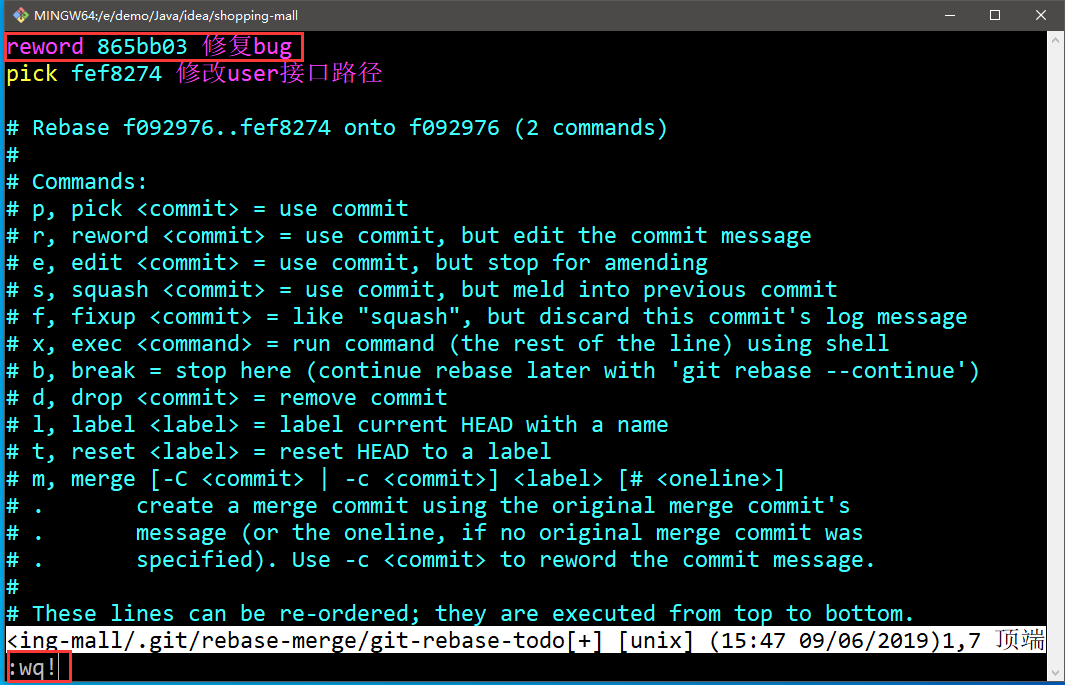 MINGW64:/e/demo/Java/idea/shopping-mall
reword 865bb03 修复bug
pick fef8274 修改user接口路径
# Rebase f092976..fef8274 onto f092976 (2 commands)
#
# Commands:
# p, pick <commit> = use commit
# r, reword <commit> = use commit, but edit the commit message
# e, edit <commit> = use commit, but stop for amending
# s, squash <commit> = use commit, but meld into previous commit
# f, fixup <commit> = like "squash", but discard this commit's log message
# x, exec <command> = run command (the rest of the line) using shell
# b, break = stop here (continue rebase later with 'git rebase --continue')
# d, drop <commit> = remove commit
# l, label <label> = label current HEAD with a name
# t, reset <label> = reset HEAD to a label
# m, merge [-C <commit> | -c <commit>] <label> [# <oneline>]
# .       create a merge commit using the original merge commit's
# .       message (or the oneline, if no original merge commit was
# .       specified). Use -c <commit> to reword the commit message.
#
# These lines can be re-ordered; they are executed from top to bottom.
<ing-mall/.git/rebase-merge/git-rebase-todo[+] [unix] (15:47 09/06/2019)1,7 顶端
:wq!